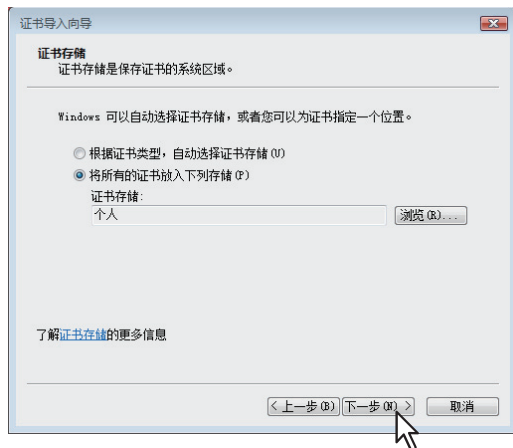 证书导入向导
证书存储
证书存储是保存证书的系统区域。
Windows 可以自动选择证书存储，或者您可以为证书指定一个位置。
根据证书类型，自动选择证书存储(U)
将所有的证书放入下列存储(P)
证书存储:
个人
浏览(R)...
了解证书存储的更多信息
< 上一步(B) 下一步(N) > 取消